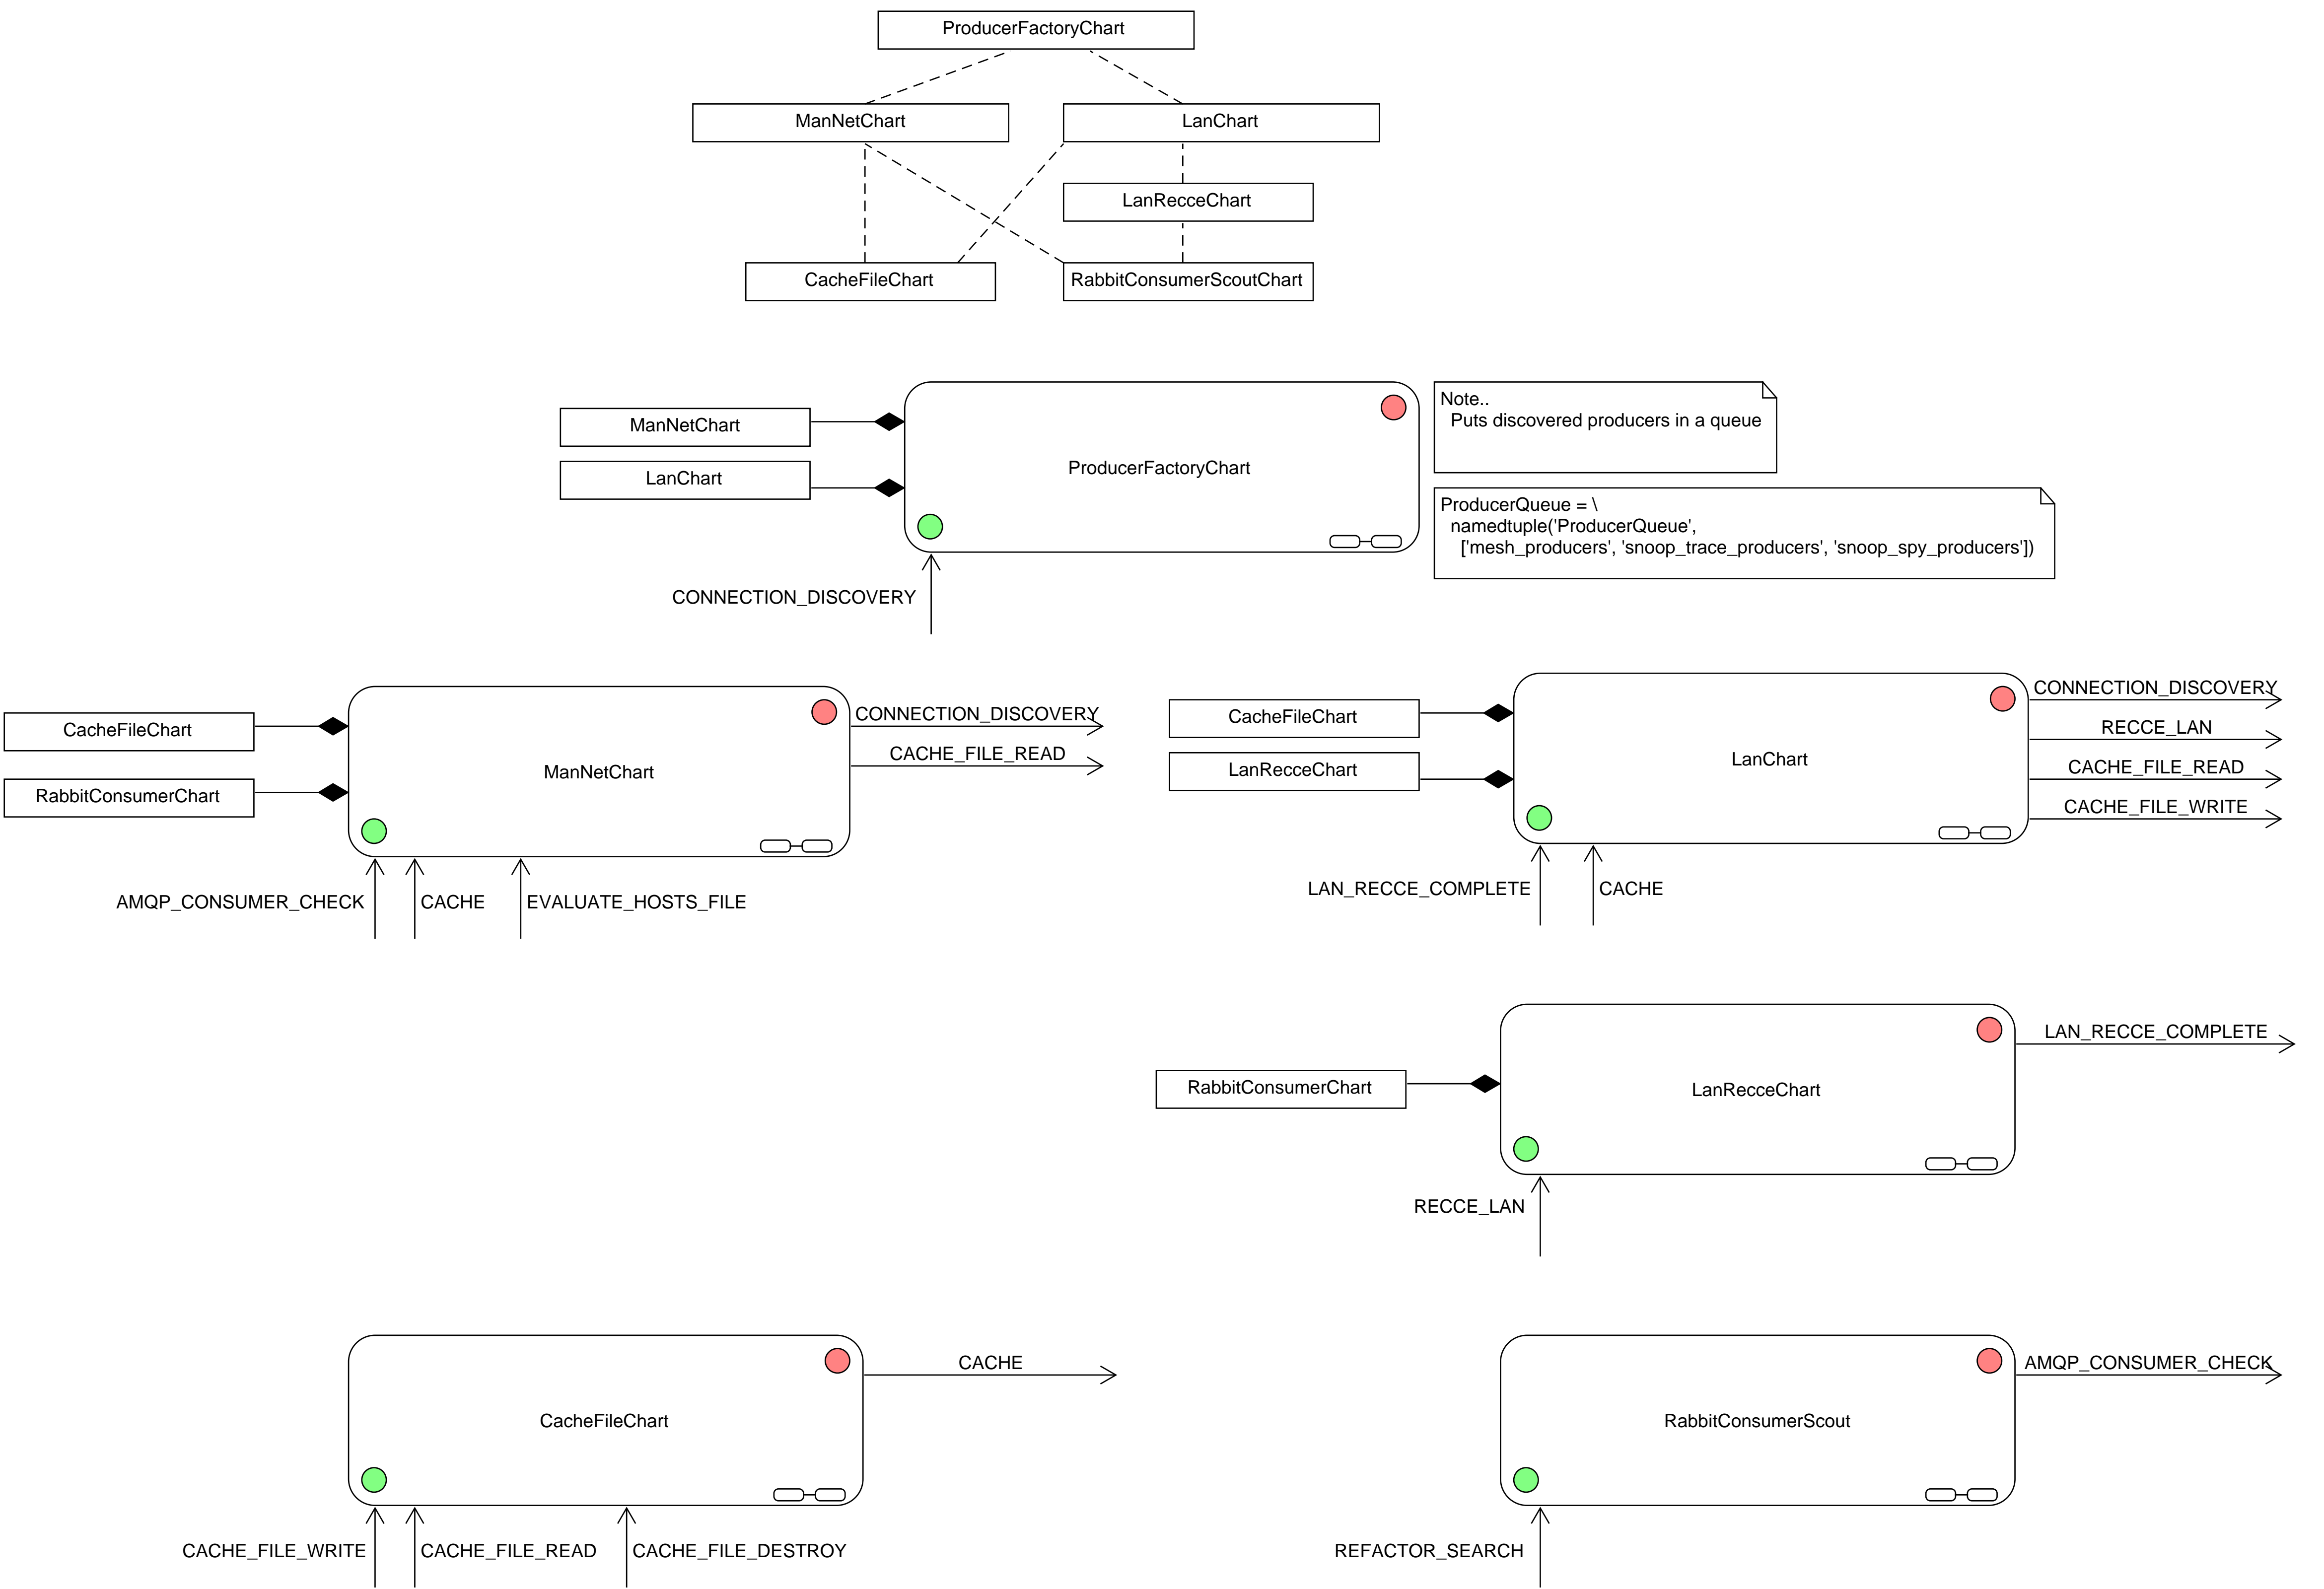 ProducerFactoryChart
ManNetChart
LanChart
LanRecceChart
CacheFileChart
RabbitConsumerScoutChart
ManNetChart
LanChart
ProducerFactoryChart
Note..
Puts discovered producers in a queue
ProducerQueue = \
namedtuple('ProducerQueue',
['mesh_producers', 'snoop_trace_producers', 'snoop_spy_producers'])
CONNECTION_DISCOVERY
CacheFileChart
RabbitConsumerChart
ManNetChart
CONNECTION_DISCOVERY
CACHE_FILE_READ
AMQP_CONSUMER_CHECK
CACHE
EVALUATE_HOSTS_FILE
CacheFileChart
LanRecceChart
LanChart
CONNECTION_DISCOVERY
RECCE_LAN
CACHE_FILE_READ
CACHE_FILE_WRITE
LAN_RECCE_COMPLETE
CACHE
RabbitConsumerChart
LanRecceChart
LAN_RECCE_COMPLETE
RECCE_LAN
CacheFileChart
CACHE
CACHE_FILE_WRITE
CACHE_FILE_READ
CACHE_FILE_DESTROY
RabbitConsumerScout
AMQP_CONSUMER_CHECK
REFACTOR_SEARCH